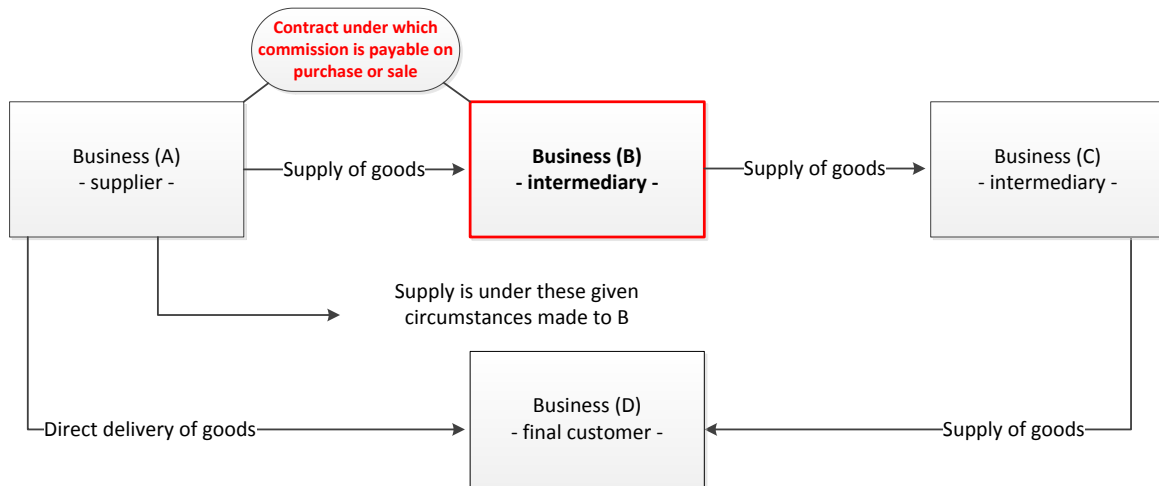 Contract under which
commission is payable on
purchase or sale
Business (A)
- supplier -
Supply of goods
Business (B)
- intermediary -
Supply of goods
Business (C)
- intermediary -
Supply is under these given
circumstances made to B
Business (D)
- final customer -
Direct delivery of goods
Supply of goods